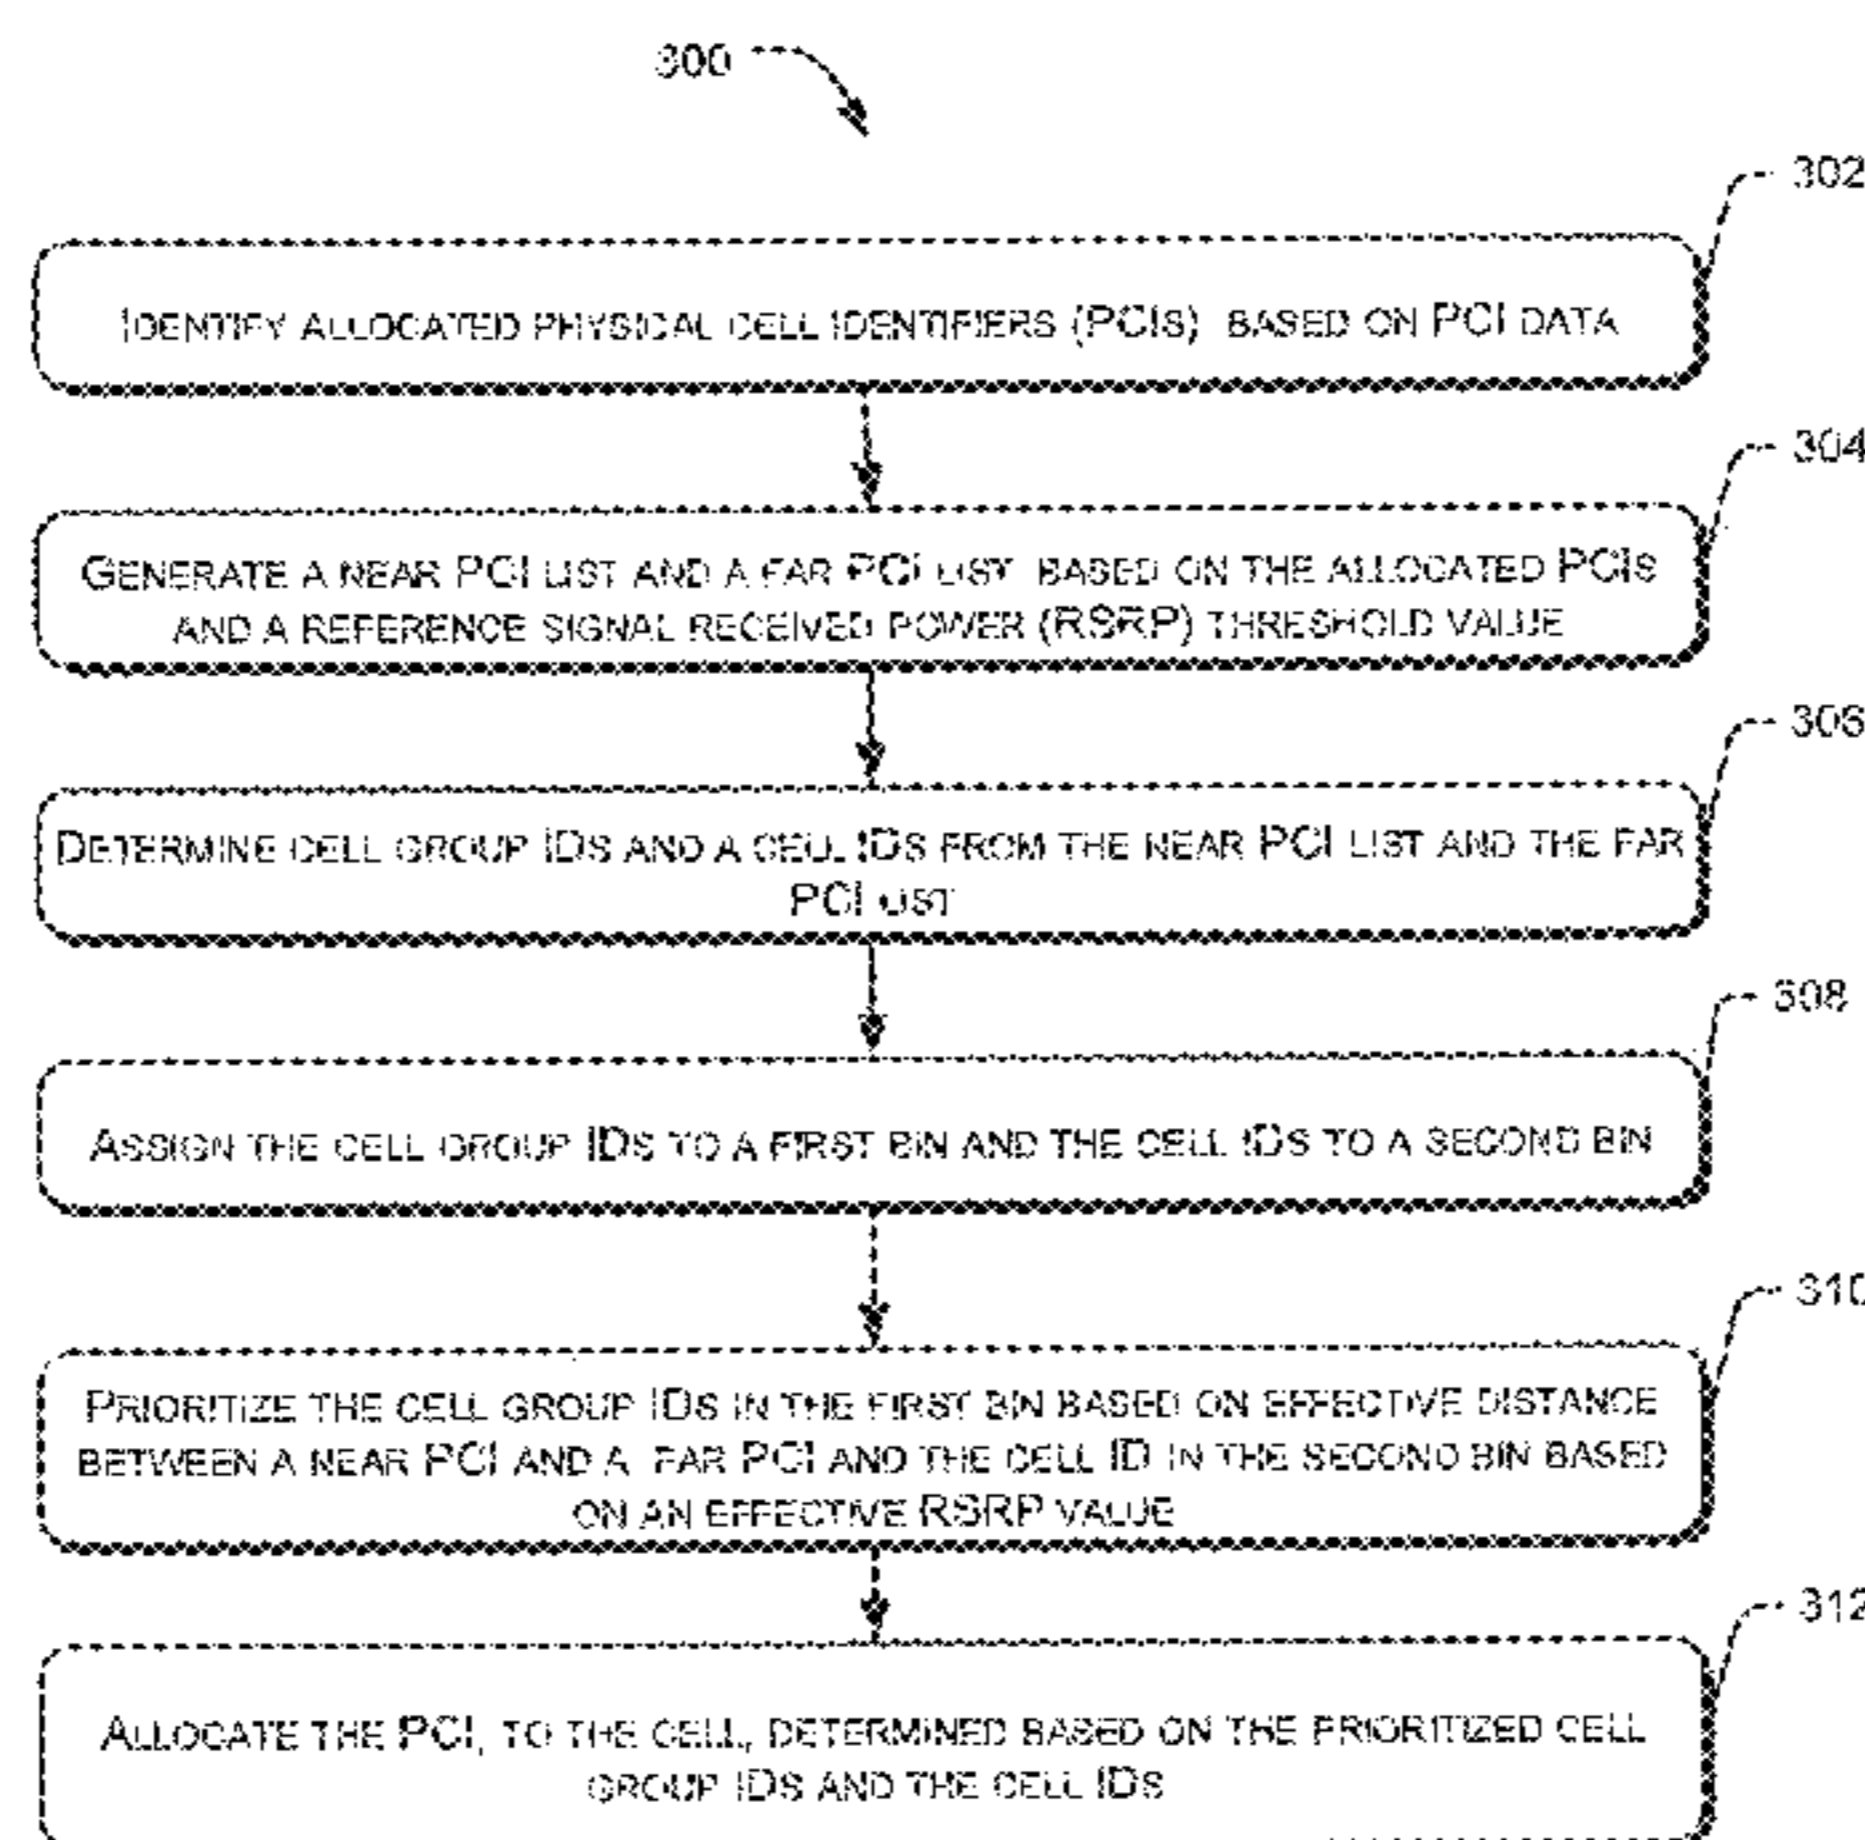 300
302
IDENTIFY ALLOCATED PHYSICAL CELL IDENTIFIERS (PCIS) BASED ON PCI DATA
304
GENERATE A NEAR PCI LIST AND A FAR PCI LIST BASED ON THE ALLOCATED PCIS
AND A REFERENCE SIGNAL RECEIVED POWER (RSRP) THRESHOLD VALUE
306
DETERMINE CELL GROUP IDS AND A CELL IDS FROM THE NEAR PCI LIST AND THE FAR
PCI LIST
308
ASSIGN THE CELL GROUP IDS TO A FIRST BIN AND THE CELL IDS TO A SECOND BIN
310
PRIORITIZE THE CELL GROUP IDS IN THE FIRST BIN BASED ON EFFECTIVE DISTANCE
BETWEEN A NEAR PCI AND A FAR PCI AND THE CELL ID IN THE SECOND BIN BASED
ON AN EFFECTIVE RSRP VALUE
312
ALLOCATE THE PCI, TO THE CELL, DETERMINED BASED ON THE PRIORITIZED CELL
GROUP IDS AND THE CELL IDS